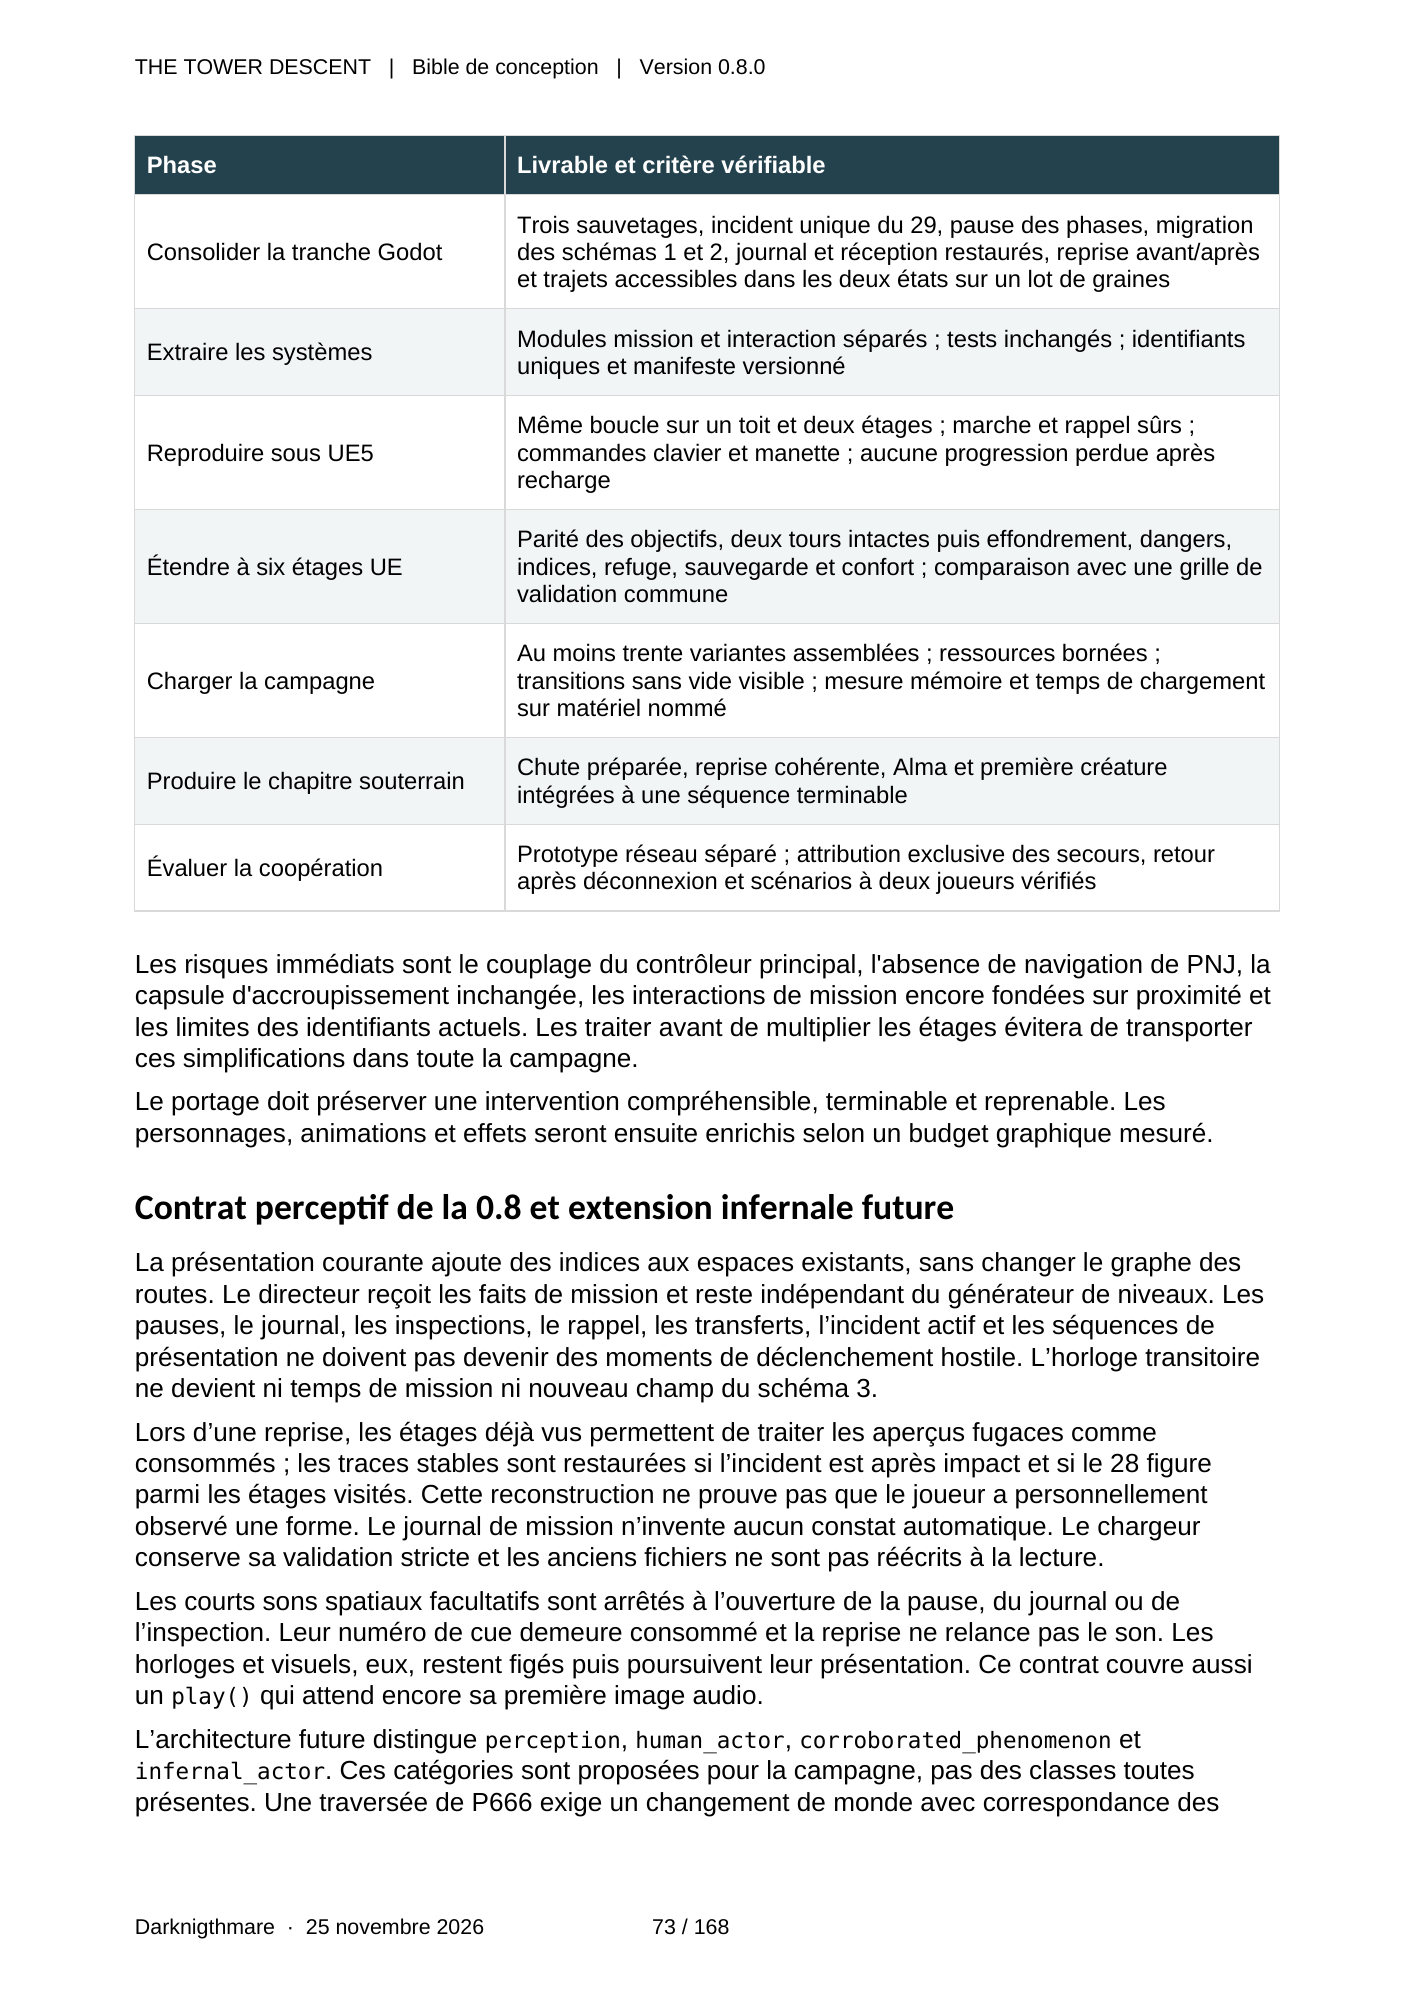 THE TOWER DESCENT | Bible de conception | Version 0.8.0
Phase
Livrable et critère vérifiable
Consolider la tranche Godot
Trois sauvetages, incident unique du 29, pause des phases, migration
des schémas 1 et 2, journal et réception restaurés, reprise avant/après
et trajets accessibles dans les deux états sur un lot de graines
Extraire les systèmes
Modules mission et interaction séparés ; tests inchangés ; identifiants
uniques et manifeste versionné
Reproduire sous UE5
Même boucle sur un toit et deux étages ; marche et rappel sûrs ;
commandes clavier et manette ; aucune progression perdue après
recharge
Étendre à six étages UE
Parité des objectifs, deux tours intactes puis effondrement, dangers,
indices, refuge, sauvegarde et confort ; comparaison avec une grille de
validation commune
Charger la campagne
Au moins trente variantes assemblées ; ressources bornées ;
transitions sans vide visible ; mesure mémoire et temps de chargement
sur matériel nommé
Produire le chapitre souterrain
Chute préparée, reprise cohérente, Alma et première créature
intégrées à une séquence terminable
Évaluer la coopération
Prototype réseau séparé ; attribution exclusive des secours, retour
après déconnexion et scénarios à deux joueurs vérifiés
Les risques immédiats sont le couplage du contrôleur principal, l'absence de navigation de PNJ, la
capsule d'accroupissement inchangée, les interactions de mission encore fondées sur proximité et
les limites des identifiants actuels. Les traiter avant de multiplier les étages évitera de transporter
ces simplifications dans toute la campagne.
Le portage doit préserver une intervention compréhensible, terminable et reprenable. Les
personnages, animations et effets seront ensuite enrichis selon un budget graphique mesuré.
Contrat perceptif de la 0.8 et extension infernale future
La présentation courante ajoute des indices aux espaces existants, sans changer le graphe des
routes. Le directeur reçoit les faits de mission et reste indépendant du générateur de niveaux. Les
pauses, le journal, les inspections, le rappel, les transferts, l’incident actif et les séquences de
présentation ne doivent pas devenir des moments de déclenchement hostile. L’horloge transitoire
ne devient ni temps de mission ni nouveau champ du schéma 3.
Lors d’une reprise, les étages déjà vus permettent de traiter les aperçus fugaces comme
consommés ; les traces stables sont restaurées si l’incident est après impact et si le 28 figure
parmi les étages visités. Cette reconstruction ne prouve pas que le joueur a personnellement
observé une forme. Le journal de mission n’invente aucun constat automatique. Le chargeur
conserve sa validation stricte et les anciens fichiers ne sont pas réécrits à la lecture.
Les courts sons spatiaux facultatifs sont arrêtés à l’ouverture de la pause, du journal ou de
l’inspection. Leur numéro de cue demeure consommé et la reprise ne relance pas le son. Les
horloges et visuels, eux, restent figés puis poursuivent leur présentation. Ce contrat couvre aussi
un play() qui attend encore sa première image audio.
L’architecture future distingue perception, human_actor, corroborated_phenomenon et
infernal_actor. Ces catégories sont proposées pour la campagne, pas des classes toutes
présentes. Une traversée de P666 exige un changement de monde avec correspondance des
Darknigthmare · 25 novembre 2026
73 / 168